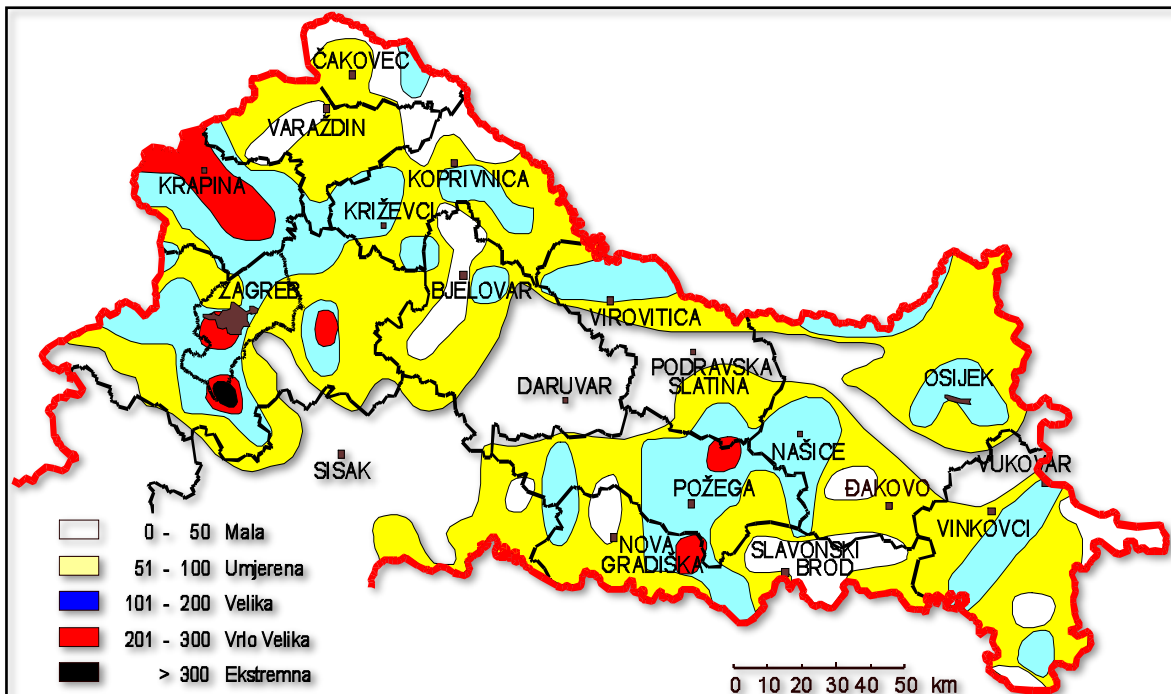 ČAKOVEC
VARAŽDIN
KRAPINA
KOPRIVNICA
KRIŽEVCI
ZAGREB
BJELOVAR
VIROVITICA
PODRAVSKA
SLATINA
DARUVAR
OSIJEK
NAŠICE
SISAK
VUKOVAR
POŽEGA
ĐAKOVO
VINKOVCI
NOVA
GRADIŠKA
SLAVONSKI
BROD
0 - 50 Mala
51 - 100 Umjerena
101 - 200 Velika
201 - 300 Vrlo Velika
> 300 Ekstremna
0 10 20 30 40 50 km